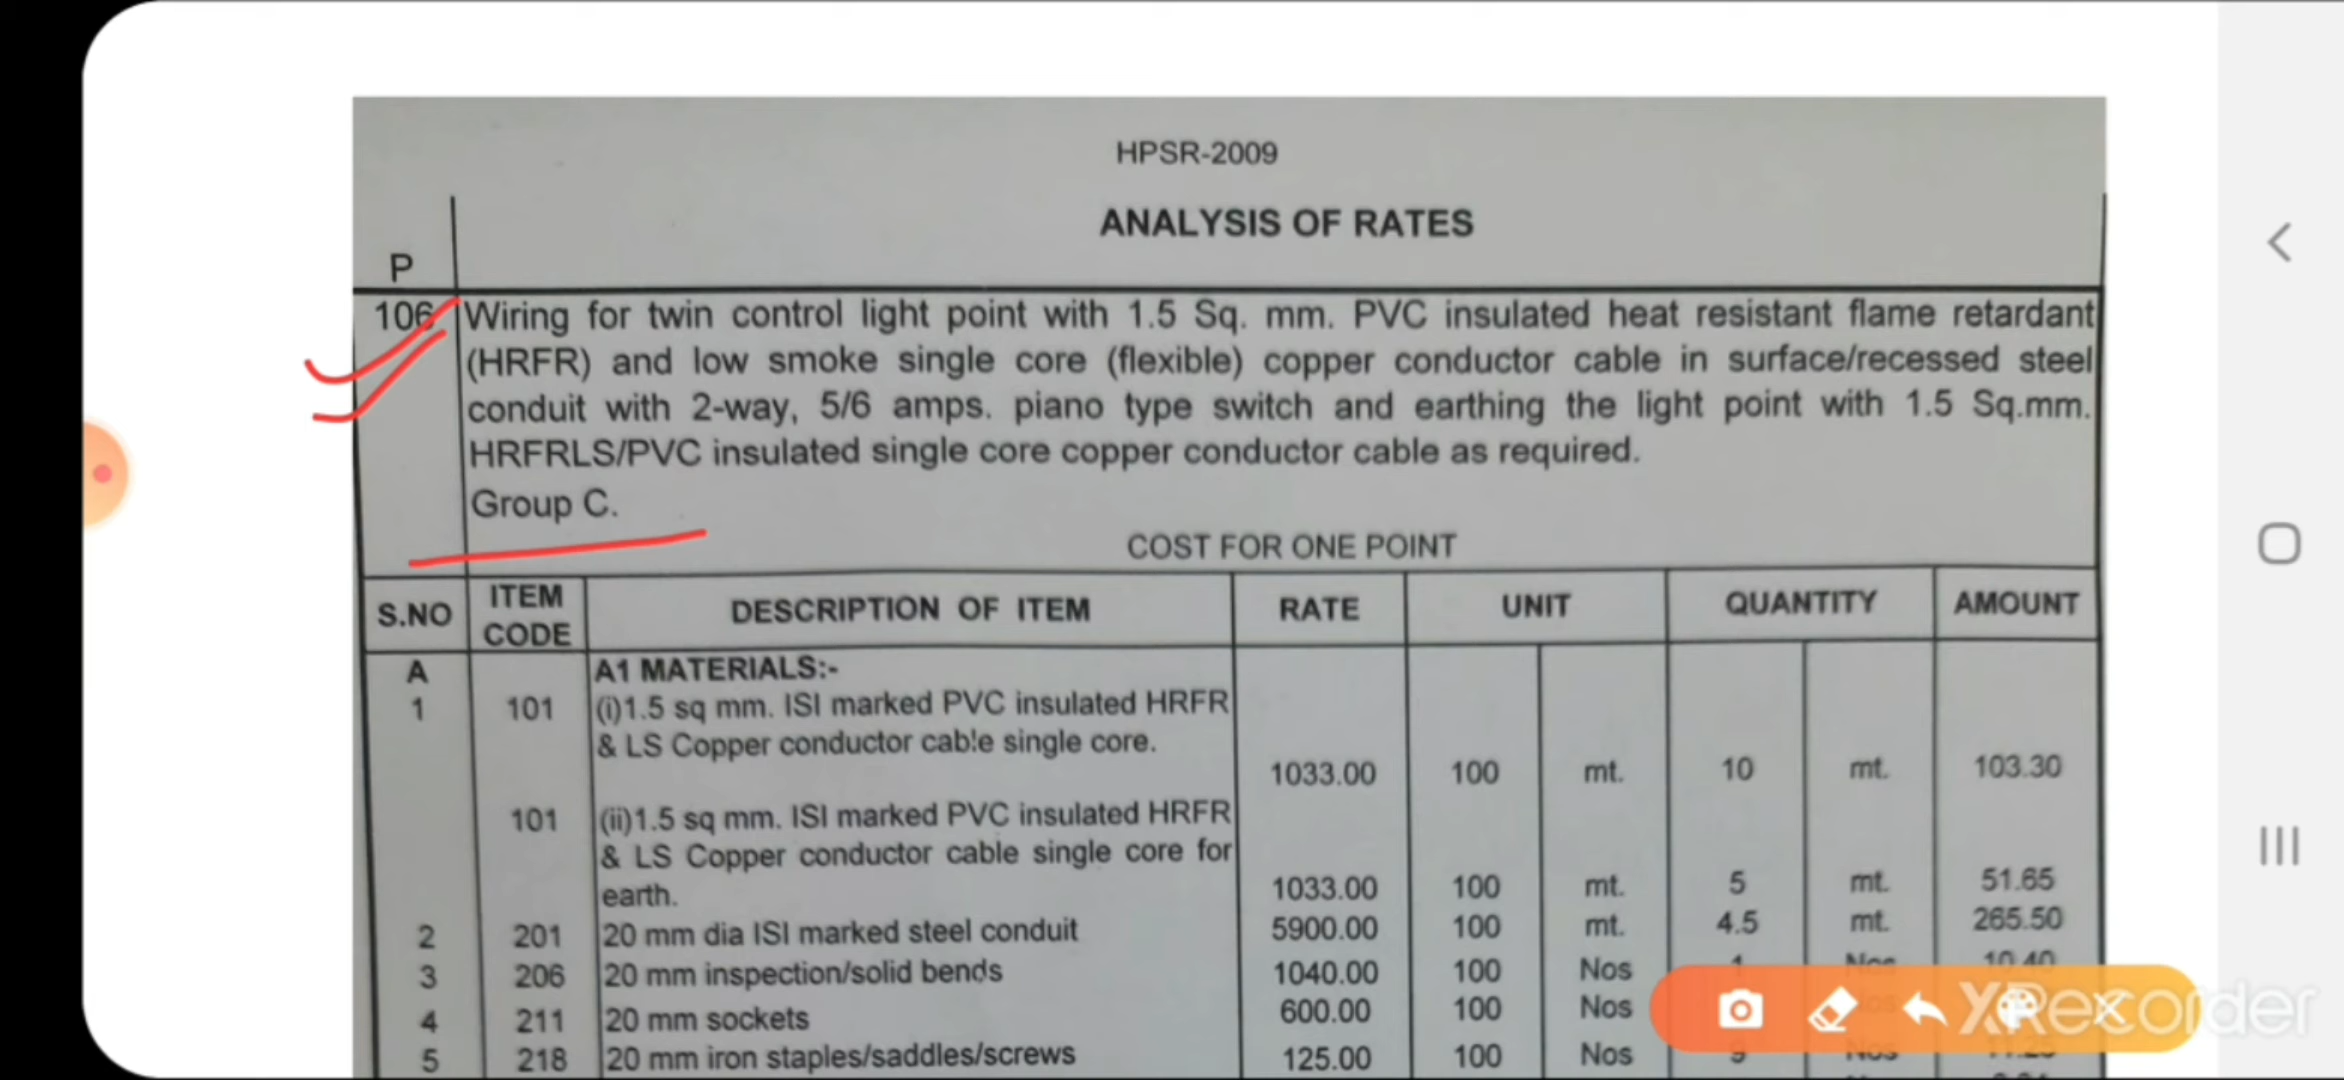 HPSR-2009
ANALYSIS OF RATES
P
106 Wiring for twin control light point with 1.5 Sq. mm. PVC insulated heat resistant flame retardant
(HRFR) and low smoke single core (flexible) copper conductor cable in surface/recessed steel
conduit with 2-way, 5/6 amps. piano type switch and earthing the light point with 1.5 Sq.mm.
HRFRLS/PVC insulated single core copper conductor cable as required.
Group C.
COST FOR ONE POINT
S.NO ITEM CODE DESCRIPTION OF ITEM RATE UNIT QUANTITY AMOUNT
A A1 MATERIALS:-
1 101 (i)1.5 sq mm. ISI marked PVC insulated HRFR
& LS Copper conductor cable single core.
1033.00 100 mt. 10 mt. 103.30
101 (ii)1.5 sq mm. ISI marked PVC insulated HRFR
& LS Copper conductor cable single core for
earth. 1033.00 100 mt. 5 mt. 51.65
2 201 20 mm dia ISI marked steel conduit 5900.00 100 mt. 4.5 mt. 265.50
3 206 20 mm inspection/solid bends 1040.00 100 Nos 1 Nos 10.40
4 211 20 mm sockets 600.00 100 Nos
5 218 20 mm iron staples/saddles/screws 125.00 100 Nos 9 Nos 11.25
XRecorder